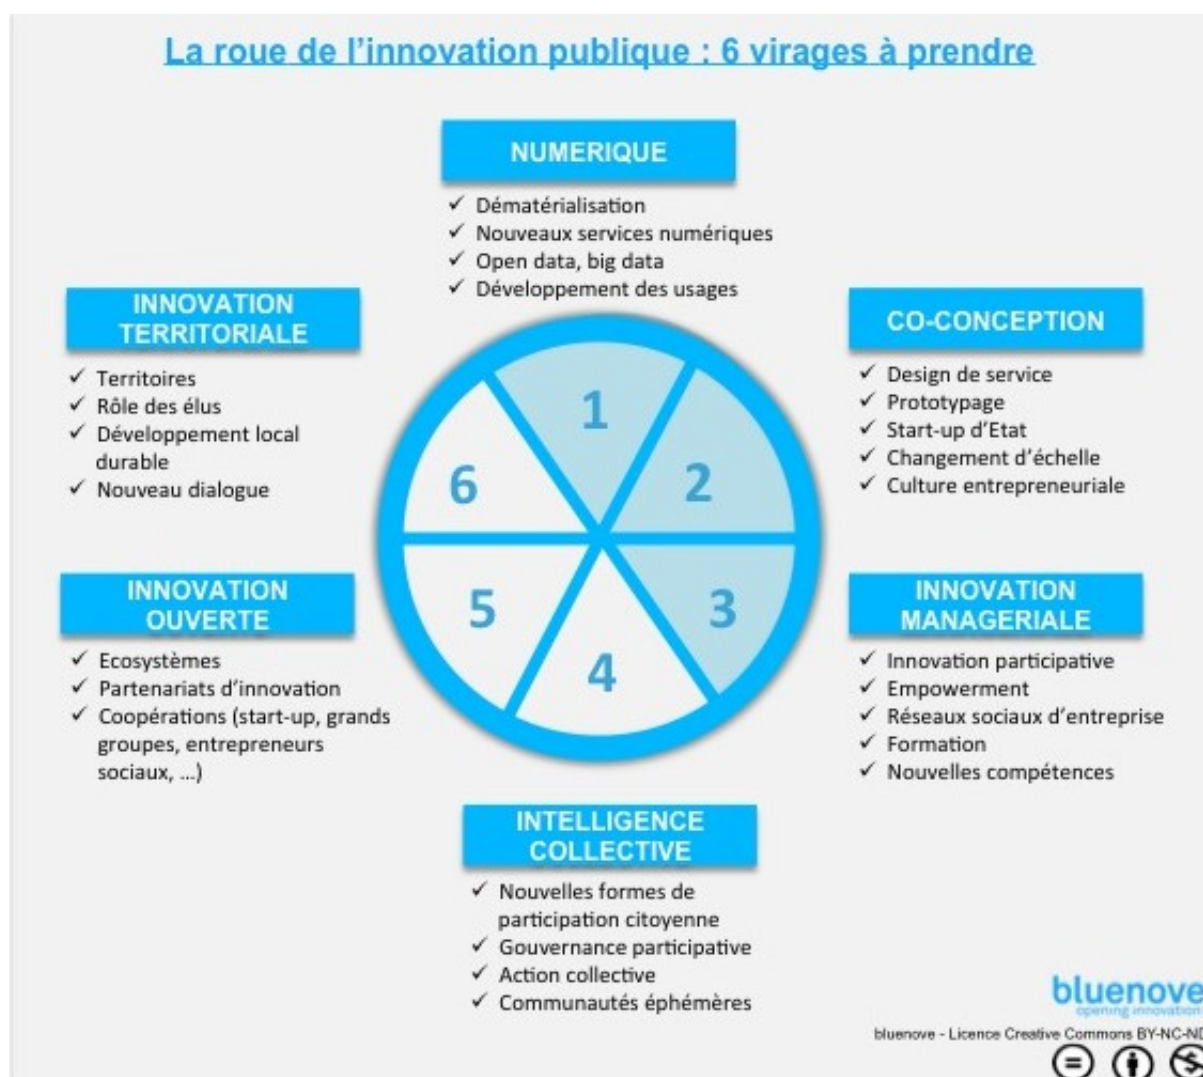 La roue de l'innovation publique : 6 virages à prendre
NUMERIQUE
✓ Dématérialisation
✓ Nouveaux services numériques
✓ Open data, big data
✓ Développement des usages
CO-CONCEPTION
✓ Design de service
✓ Prototypage
✓ Start-up d'Etat
✓ Changement d'échelle
✓ Culture entrepreneuriale
INNOVATION
MANAGERIALE
✓ Innovation participative
✓ Empowerment
✓ Réseaux sociaux d'entreprise
✓ Formation
✓ Nouvelles compétences
INTELLIGENCE
COLLECTIVE
✓ Nouvelles formes de
participation citoyenne
✓ Gouvernance participative
✓ Action collective
✓ Communautés éphémères
INNOVATION
OUVERTE
✓ Ecosystèmes
✓ Partenariats d'innovation
✓ Coopérations (start-up, grands
groupes, entrepreneurs
sociaux, ...)
INNOVATION
TERRITORIALE
✓ Territoires
✓ Rôle des élus
✓ Développement local
durable
✓ Nouveau dialogue
1
2
3
4
5
6
bluenove
opening innovation
bluenove - Licence Creative Commons BY-NC-ND